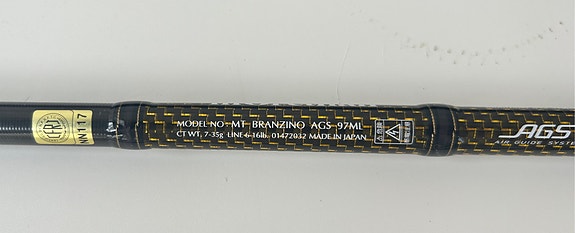 MODEL NO. MT BRANZINO AGS 97ML
CT WT. 7-35g LINE 6-16lb. 01472032 MADE IN JAPAN
NN117
AGS
AIR GUIDE SYSTEM